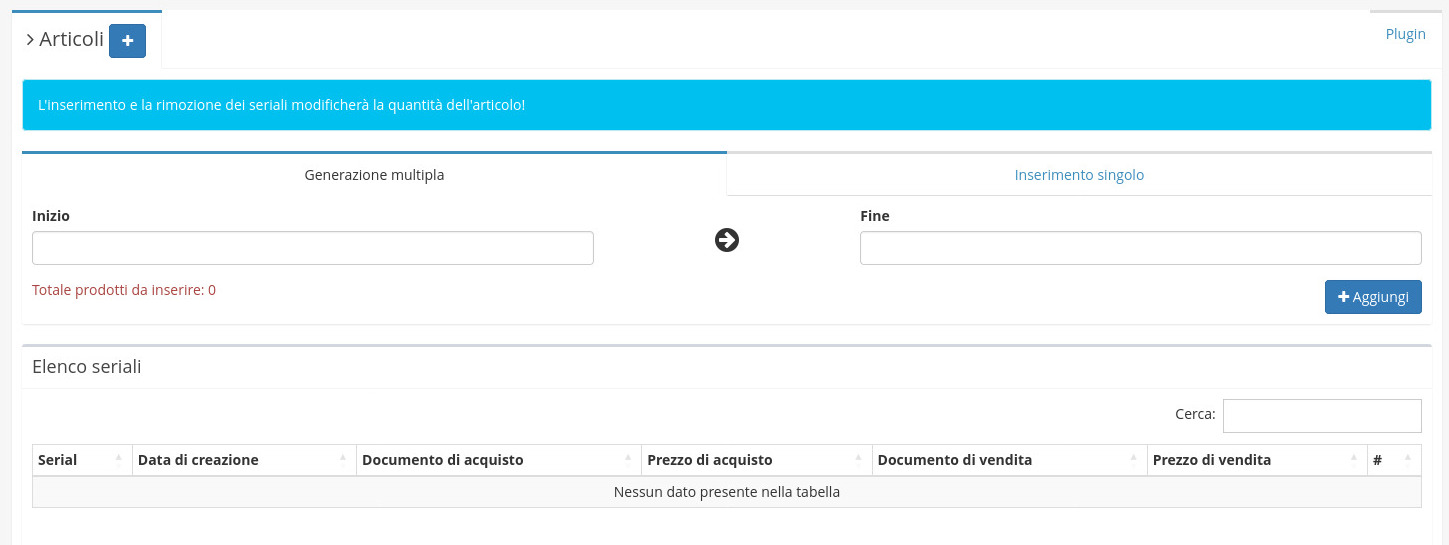 Articoli
Plugin
L'inserimento e la rimozione dei seriali modificherà la quantità dell'articolo!
Generazione multipla
Inserimento singolo
Inizio
Fine
Totale prodotti da inserire: 0
Aggiungi
Elenco seriali
Cerca:
Serial Data di creazione Documento di acquisto Prezzo di acquisto Documento di vendita Prezzo di vendita #
Nessun dato presente nella tabella